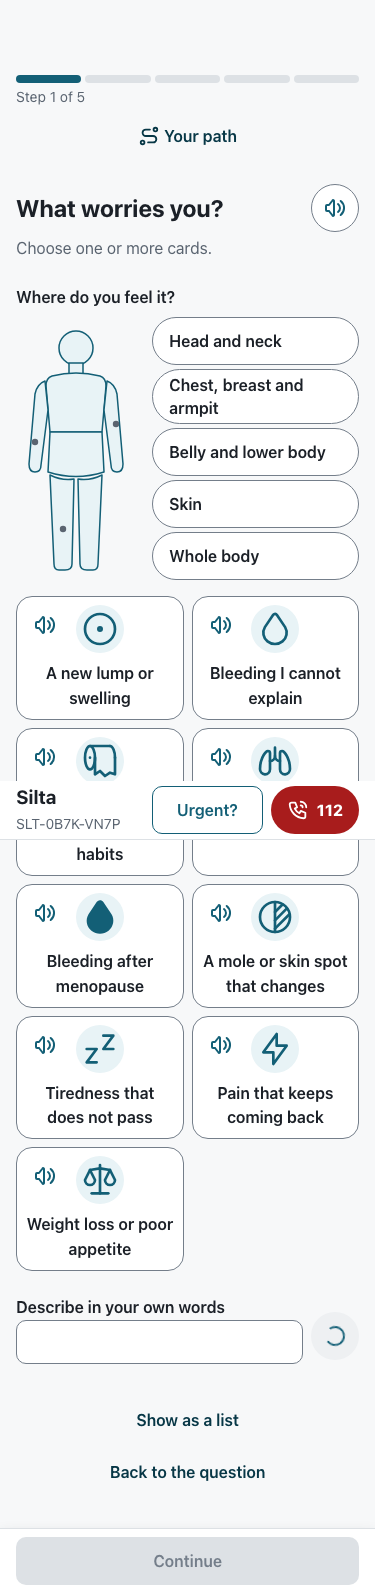 Step 1 of 5
Your path
What worries you?
Choose one or more cards.
Where do you feel it?
Head and neck
Chest, breast and
armpit
Belly and lower body
Skin
Whole body
A new lump or
swelling
Bleeding I cannot
explain
Silta
SLT-0B7K-VN7P
Urgent?
112
habits
Bleeding after
menopause
A mole or skin spot
that changes
Tiredness that
does not pass
Pain that keeps
coming back
Weight loss or poor
appetite
Describe in your own words
Show as a list
Back to the question
Continue